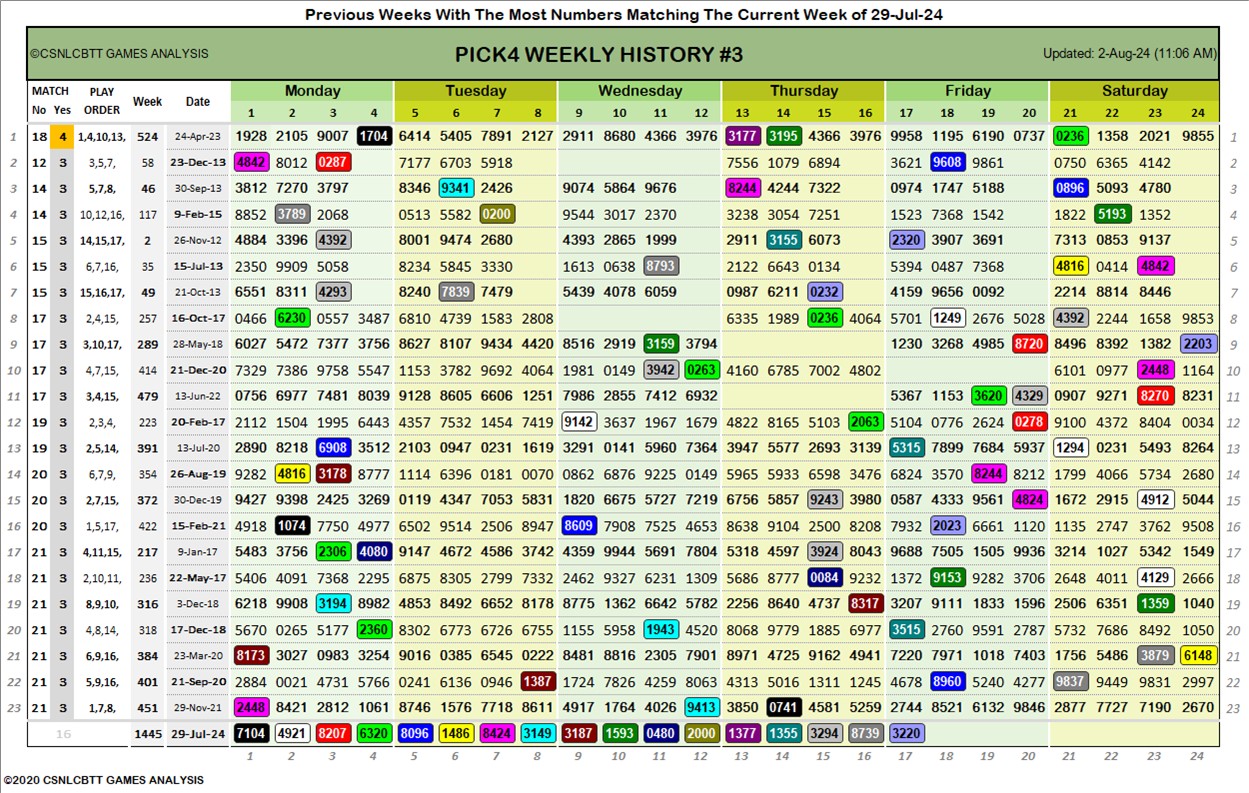 Previous Weeks With The Most Numbers Matching The Current Week of 29-Jul-24
©CSNLCBTT GAMES ANALYSIS PICK4 WEEKLY HISTORY #3 Updated: 2-Aug-24 (11:06 AM)
MATCH PLAY Week Date Monday Tuesday Wednesday Thursday Friday Saturday
No Yes ORDER 1 2 3 4 5 6 7 8 9 10 11 12 13 14 15 16 17 18 19 20 21 22 23 24
1 18 4 1,4,10,13, 524 24-Apr-23 1928 2105 9007 1704 6414 5405 7891 2127 2911 8680 4366 3976 3177 3195 4366 3976 9958 1195 6190 0737 0236 1358 2021 9855 1
2 12 3 3,5,7, 58 23-Dec-13 4842 8012 0287 7177 6703 5918 7556 1079 6894 3621 9608 9861 0750 6365 4142 2
3 14 3 5,7,8, 46 30-Sep-13 3812 7270 3797 8346 9341 2426 9074 5864 9676 8244 4244 7322 0974 1747 5188 0896 5093 4780 3
4 14 3 10,12,16, 117 9-Feb-15 8852 3789 2068 0513 5582 0200 9544 3017 2370 3238 3054 7251 1523 7368 1542 1822 5193 1352 4
5 15 3 14,15,17, 2 26-Nov-12 4884 3396 4392 8001 9474 2680 4393 2865 1999 2911 3155 6073 2320 3907 3691 7313 0853 9137 5
6 15 3 6,7,16, 35 15-Jul-13 2350 9909 5058 8234 5845 3330 1613 0638 8793 2122 6643 0134 5394 0487 7368 4816 0414 4842 6
7 15 3 15,16,17, 49 21-Oct-13 6551 8311 4293 8240 7839 7479 5439 4078 6059 0987 6211 0232 4159 9656 0092 2214 8814 8446 7
8 17 3 2,4,15, 257 16-Oct-17 0466 6230 0557 3487 6810 4739 1583 2808 6335 1989 0236 4064 5701 1249 2676 5028 4392 2244 1658 9853 8
9 17 3 3,10,17, 289 28-May-18 6027 5472 7377 3756 8627 8107 9434 4420 8516 2919 3159 3794 1230 3268 4985 8720 8496 8392 1382 2203 9
10 17 3 4,7,15, 414 21-Dec-20 7329 7386 9758 5547 1153 3782 9692 4064 1981 0149 3942 0263 4160 6785 7002 4802 6101 0977 2448 1164 10
11 17 3 3,4,15, 479 13-Jun-22 0756 6977 7481 8039 9128 8605 6606 1251 7986 2855 7412 6932 5367 1153 3620 4329 0907 9271 8270 8231 11
12 19 3 2,3,4, 223 20-Feb-17 2112 1504 1995 6443 4357 7532 1454 7419 9142 3637 1967 1679 4822 8165 5103 2063 5104 0776 2624 0278 9100 4372 8404 0034 12
13 19 3 2,5,14, 391 13-Jul-20 2890 8218 6908 3512 2103 0947 0231 1619 3291 0141 5960 7364 3945 5577 2693 3139 5315 7899 7684 5937 1294 0231 5493 8264 13
14 20 3 6,7,9, 354 26-Aug-19 9282 4816 3178 8777 1114 6396 0181 0070 0862 6876 9225 0149 5965 5933 6598 3476 6824 3570 8244 8212 1799 4066 5734 2680 14
15 20 3 2,7,15, 372 30-Dec-19 9427 9398 2425 3269 0119 4347 7053 5831 1820 6675 5727 7219 6756 5857 9243 3980 0587 4333 9561 4824 1672 2915 4912 5044 15
16 20 3 1,5,17, 422 15-Feb-21 4918 1074 7750 4977 6502 9514 2506 8947 8609 7908 7525 4653 8638 9104 2500 8208 7932 2023 6661 1120 1135 2747 3762 9508 16
17 21 3 4,11,15, 217 9-Jan-17 5483 3756 2306 4080 9147 4672 4586 3742 4359 9944 5691 7804 5318 4597 3924 8043 9688 7505 1505 9936 3214 1027 5342 1549 17
18 21 3 2,10,11, 236 22-May-17 5406 4091 7368 2295 6875 8305 2799 7332 2462 9327 6231 1309 5686 8777 0084 9232 1372 9153 9282 3706 2648 4011 4129 2666 18
19 21 3 8,9,10, 316 3-Dec-18 6218 9908 3194 8982 4853 8492 6652 8178 8775 1362 6642 5782 2256 8640 4737 8317 3207 9111 1833 1596 2506 6351 1359 1040 19
20 21 3 4,8,14, 318 17-Dec-18 5670 0265 5177 2360 8302 6773 6726 6755 1155 5958 1943 4520 8068 9773 1885 6977 3515 2760 9591 2787 5732 7686 8492 1050 20
21 21 3 6,9,16, 384 23-Mar-20 8173 3027 0983 3254 9016 0385 6545 0222 8481 8816 2305 7901 8971 4725 9162 4941 7220 7971 1018 7403 1756 5486 3879 6148 21
22 21 3 5,9,16, 401 21-Sep-20 2884 0021 4731 5766 0241 6136 0946 1387 1724 7826 4259 8063 4313 5016 1311 1245 7468 8960 5240 4277 9837 9449 9831 2997 22
23 21 3 1,7,8, 451 29-Nov-21 2448 8421 2812 1061 8746 1576 7718 8611 4917 1764 4026 9413 3850 0741 4581 5259 2744 8521 6132 9846 2877 7727 7190 2670 23
16 1445 29-Jul-24 7104 4921 8207 6320 8096 1486 8424 3149 3187 1593 0480 2000 1377 1355 3294 8739 3220
1 2 3 4 5 6 7 8 9 10 11 12 13 14 15 16 17 18 19 20 21 22 23 24
©2020 CSNLCBTT GAMES ANALYSIS